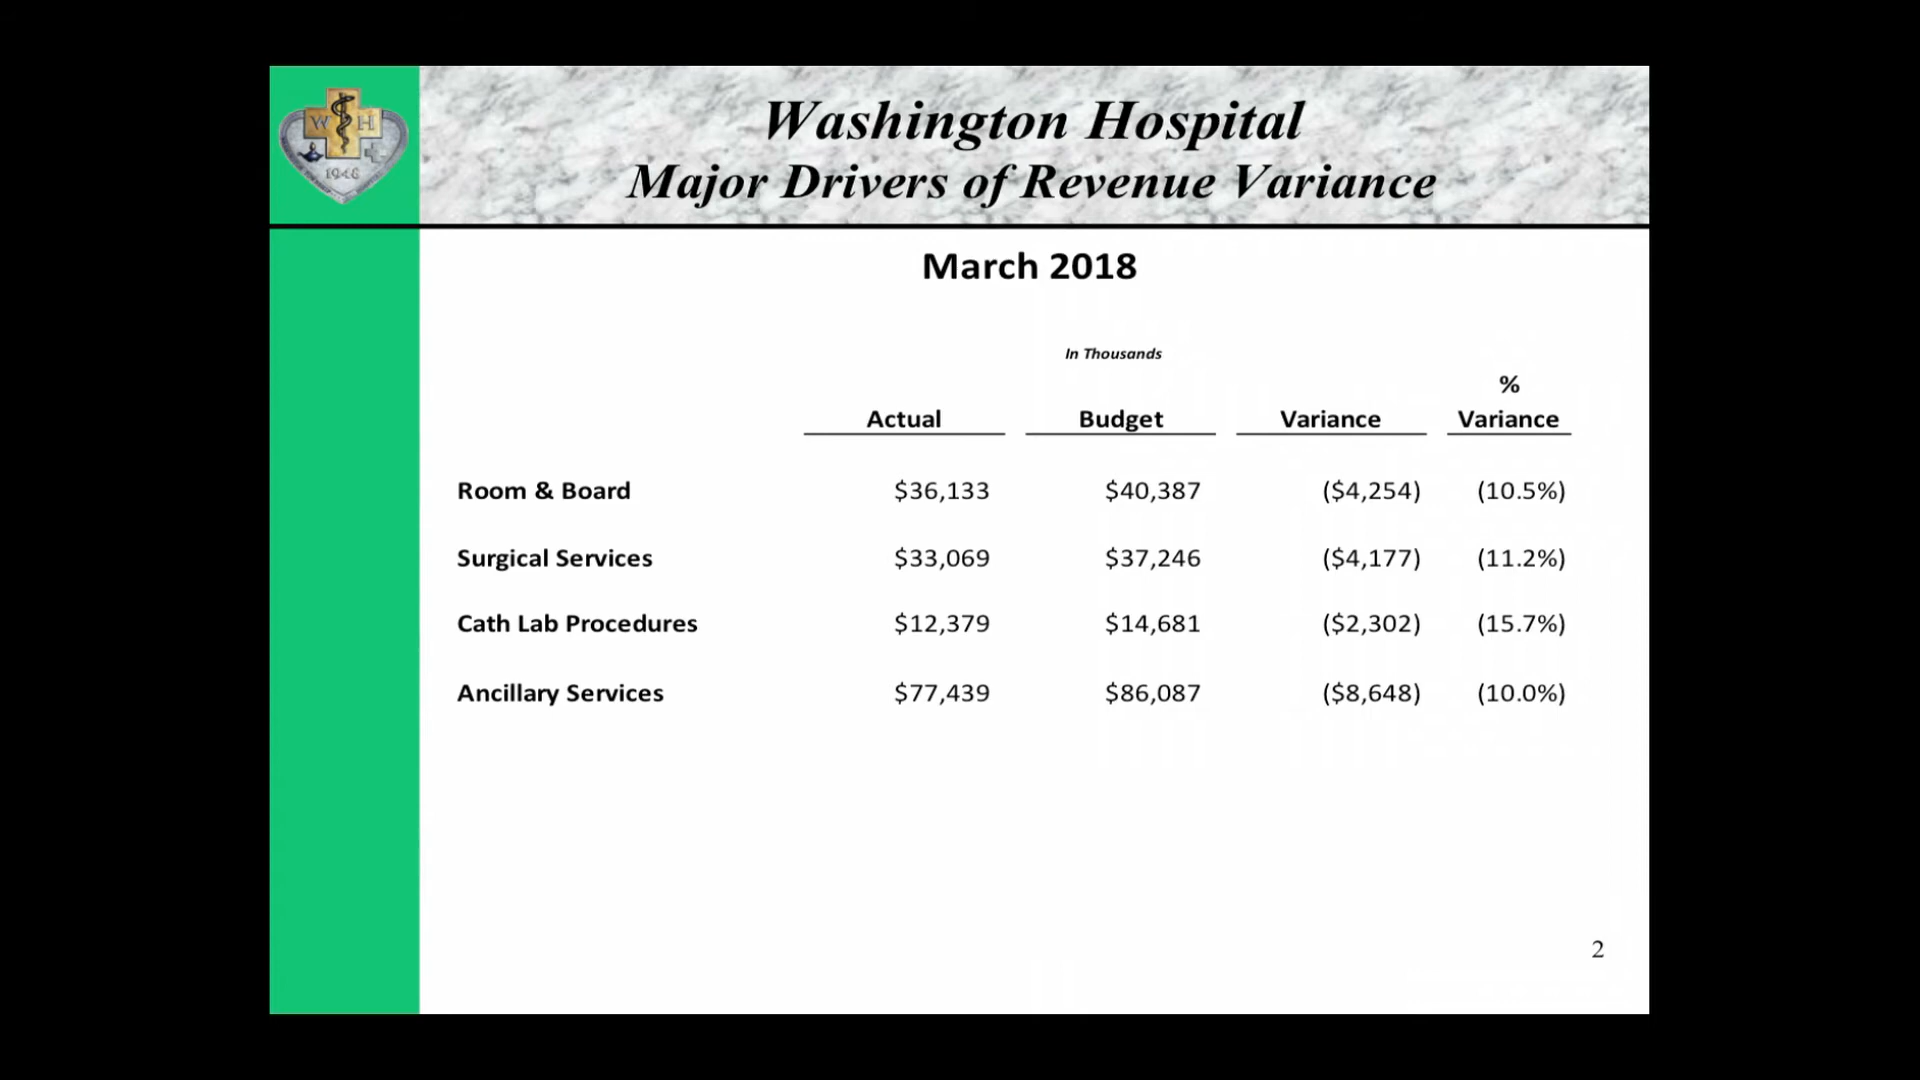 W H
1948
Washington Hospital
Major Drivers of Revenue Variance
March 2018
In Thousands
%
Actual Budget Variance Variance
Room & Board $36,133 $40,387 ($4,254) (10.5%)
Surgical Services $33,069 $37,246 ($4,177) (11.2%)
Cath Lab Procedures $12,379 $14,681 ($2,302) (15.7%)
Ancillary Services $77,439 $86,087 ($8,648) (10.0%)
2